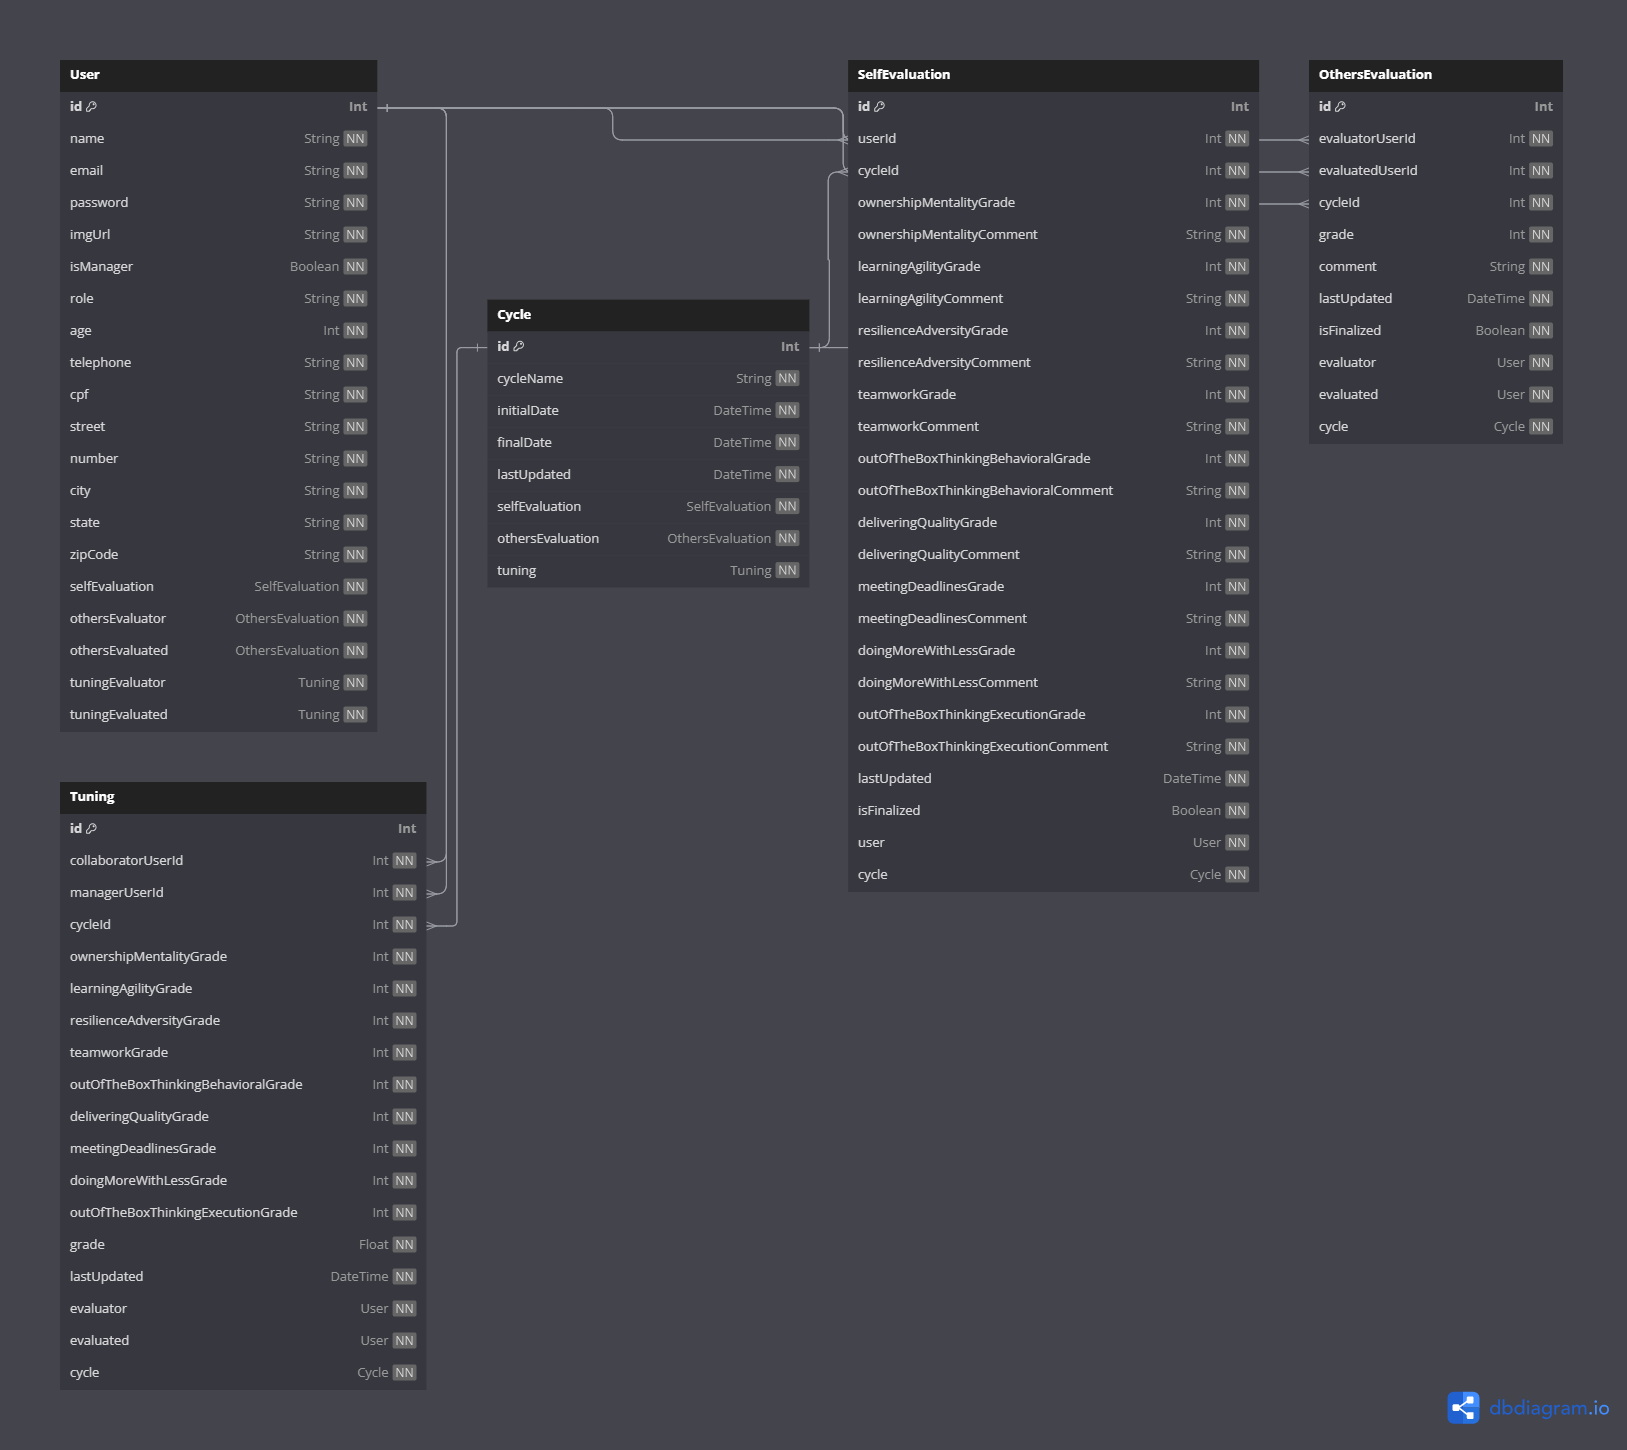 User
id Int
name String NN
email String NN
password String NN
imgUrl String NN
isManager Boolean NN
role String NN
age Int NN
telephone String NN
cpf String NN
street String NN
number String NN
city String NN
state String NN
zipCode String NN
selfEvaluation SelfEvaluation NN
othersEvaluator OthersEvaluation NN
othersEvaluated OthersEvaluation NN
tuningEvaluator Tuning NN
tuningEvaluated Tuning NN
Tuning
id Int
collaboratorUserId Int NN
managerUserId Int NN
cycleId Int NN
ownershipMentalityGrade Int NN
learningAgilityGrade Int NN
resilienceAdversityGrade Int NN
teamworkGrade Int NN
outOfTheBoxThinkingBehavioralGrade Int NN
deliveringQualityGrade Int NN
meetingDeadlinesGrade Int NN
doingMoreWithLessGrade Int NN
outOfTheBoxThinkingExecutionGrade Int NN
grade Float NN
lastUpdated DateTime NN
evaluator User NN
evaluated User NN
cycle Cycle NN
Cycle
id Int
cycleName String NN
initialDate DateTime NN
finalDate DateTime NN
lastUpdated DateTime NN
selfEvaluation SelfEvaluation NN
othersEvaluation OthersEvaluation NN
tuning Tuning NN
SelfEvaluation
id Int
userId Int NN
cycleId Int NN
ownershipMentalityGrade Int NN
ownershipMentalityComment String NN
learningAgilityGrade Int NN
learningAgilityComment String NN
resilienceAdversityGrade Int NN
resilienceAdversityComment String NN
teamworkGrade Int NN
teamworkComment String NN
outOfTheBoxThinkingBehavioralGrade Int NN
outOfTheBoxThinkingBehavioralComment String NN
deliveringQualityGrade Int NN
deliveringQualityComment String NN
meetingDeadlinesGrade Int NN
meetingDeadlinesComment String NN
doingMoreWithLessGrade Int NN
doingMoreWithLessComment String NN
outOfTheBoxThinkingExecutionGrade Int NN
outOfTheBoxThinkingExecutionComment String NN
lastUpdated DateTime NN
isFinalized Boolean NN
user User NN
cycle Cycle NN
OthersEvaluation
id Int
evaluatorUserId Int NN
evaluatedUserId Int NN
cycleId Int NN
grade Int NN
comment String NN
lastUpdated DateTime NN
isFinalized Boolean NN
evaluator User NN
evaluated User NN
cycle Cycle NN
dbdiagram.io